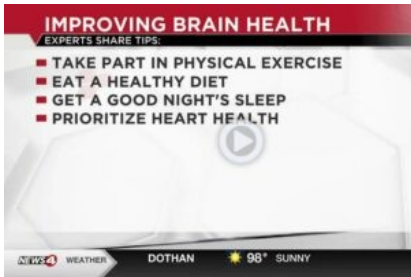 IMPROVING BRAIN HEALTH
EXPERTS SHARE TIPS:
TAKE PART IN PHYSICAL EXERCISE
EAT A HEALTHY DIET
GET A GOOD NIGHT'S SLEEP
PRIORITIZE HEART HEALTH
NEWS4 WEATHER DOTHAN 98° SUNNY